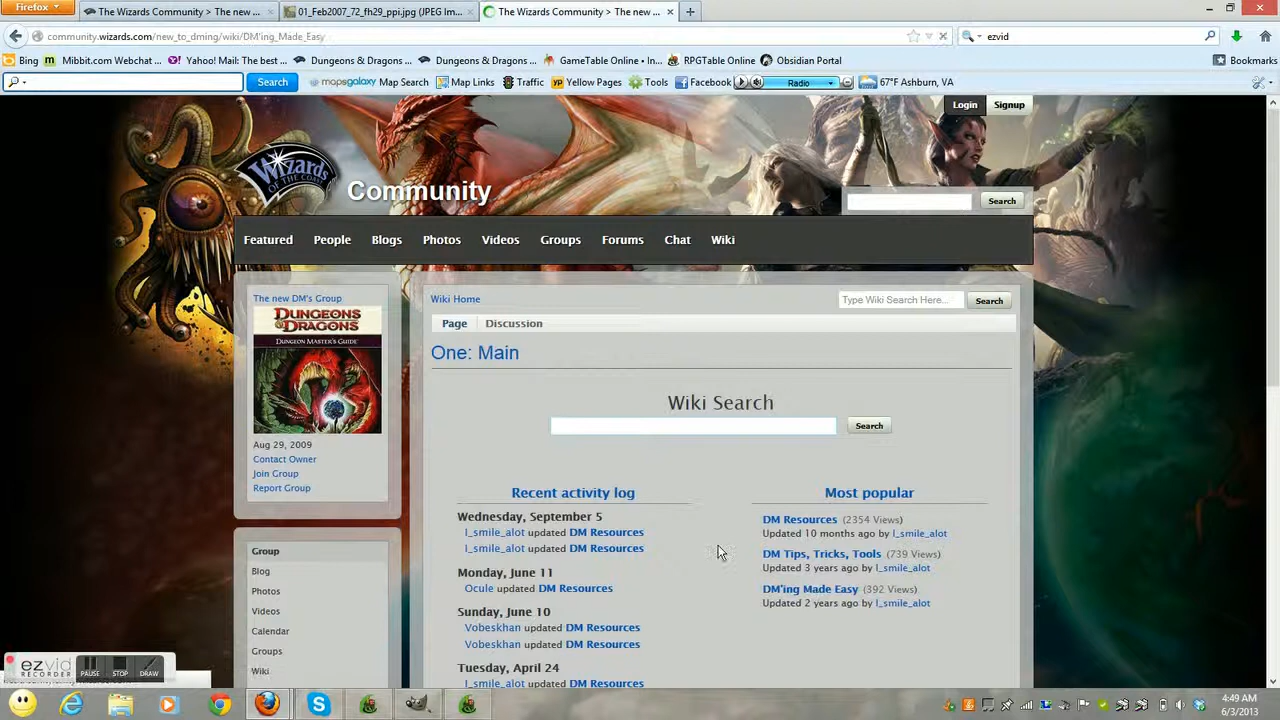 Firefox
The Wizards Community > The new ...
01_Feb2007_72_fh29_ppi.jpg (JPEG Im...
The Wizards Community > The new ...
community.wizards.com/new_to_dming/wiki/DM'ing_Made_Easy
ezvid
Bing
Mibbit.com Webchat ...
Yahoo! Mail: The best ...
Dungeons & Dragons ...
Dungeons & Dragons ...
GameTable Online • In...
RPGTable Online
Obsidian Portal
Bookmarks
Search
mapsgalaxy Map Search
Map Links
Traffic
Yellow Pages
Tools
Facebook
Radio
67°F Ashburn, VA
Login
Signup
Wizards
OF THE COAST
Community
Search
Featured
People
Blogs
Photos
Videos
Groups
Forums
Chat
Wiki
The new DM's Group
DUNGEONS & DRAGONS
DUNGEON MASTER'S GUIDE
Aug 29, 2009
Contact Owner
Join Group
Report Group
Group
Blog
Photos
Videos
Calendar
Groups
Wiki
Wiki Home
Type Wiki Search Here...
Search
Page
Discussion
One: Main
Wiki Search
Search
Recent activity log
Wednesday, September 5
I_smile_alot updated DM Resources
I_smile_alot updated DM Resources
Monday, June 11
Ocule updated DM Resources
Sunday, June 10
Vobeskhan updated DM Resources
Vobeskhan updated DM Resources
Tuesday, April 24
I_smile_alot updated DM Resources
Most popular
DM Resources (2354 Views)
Updated 10 months ago by I_smile_alot
DM Tips, Tricks, Tools (739 Views)
Updated 3 years ago by I_smile_alot
DM'ing Made Easy (392 Views)
Updated 2 years ago by I_smile_alot
ezvid
RECORDER
PAUSE
STOP
DRAW
4:49 AM
6/3/2013